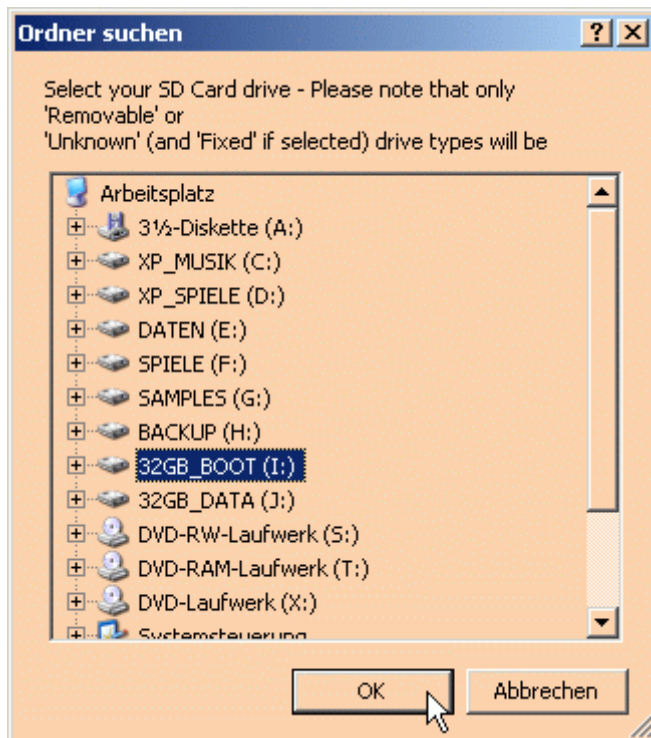 Ordner suchen
Select your SD Card drive - Please note that only
'Removable' or
'Unknown' (and 'Fixed' if selected) drive types will be
Arbeitsplatz
3½-Diskette (A:)
XP_MUSIK (C:)
XP_SPIELE (D:)
DATEN (E:)
SPIELE (F:)
SAMPLES (G:)
BACKUP (H:)
32GB_BOOT (I:)
32GB_DATA (J:)
DVD-RW-Laufwerk (S:)
DVD-RAM-Laufwerk (T:)
DVD-Laufwerk (X:)
Systemsteuerung
OK
Abbrechen